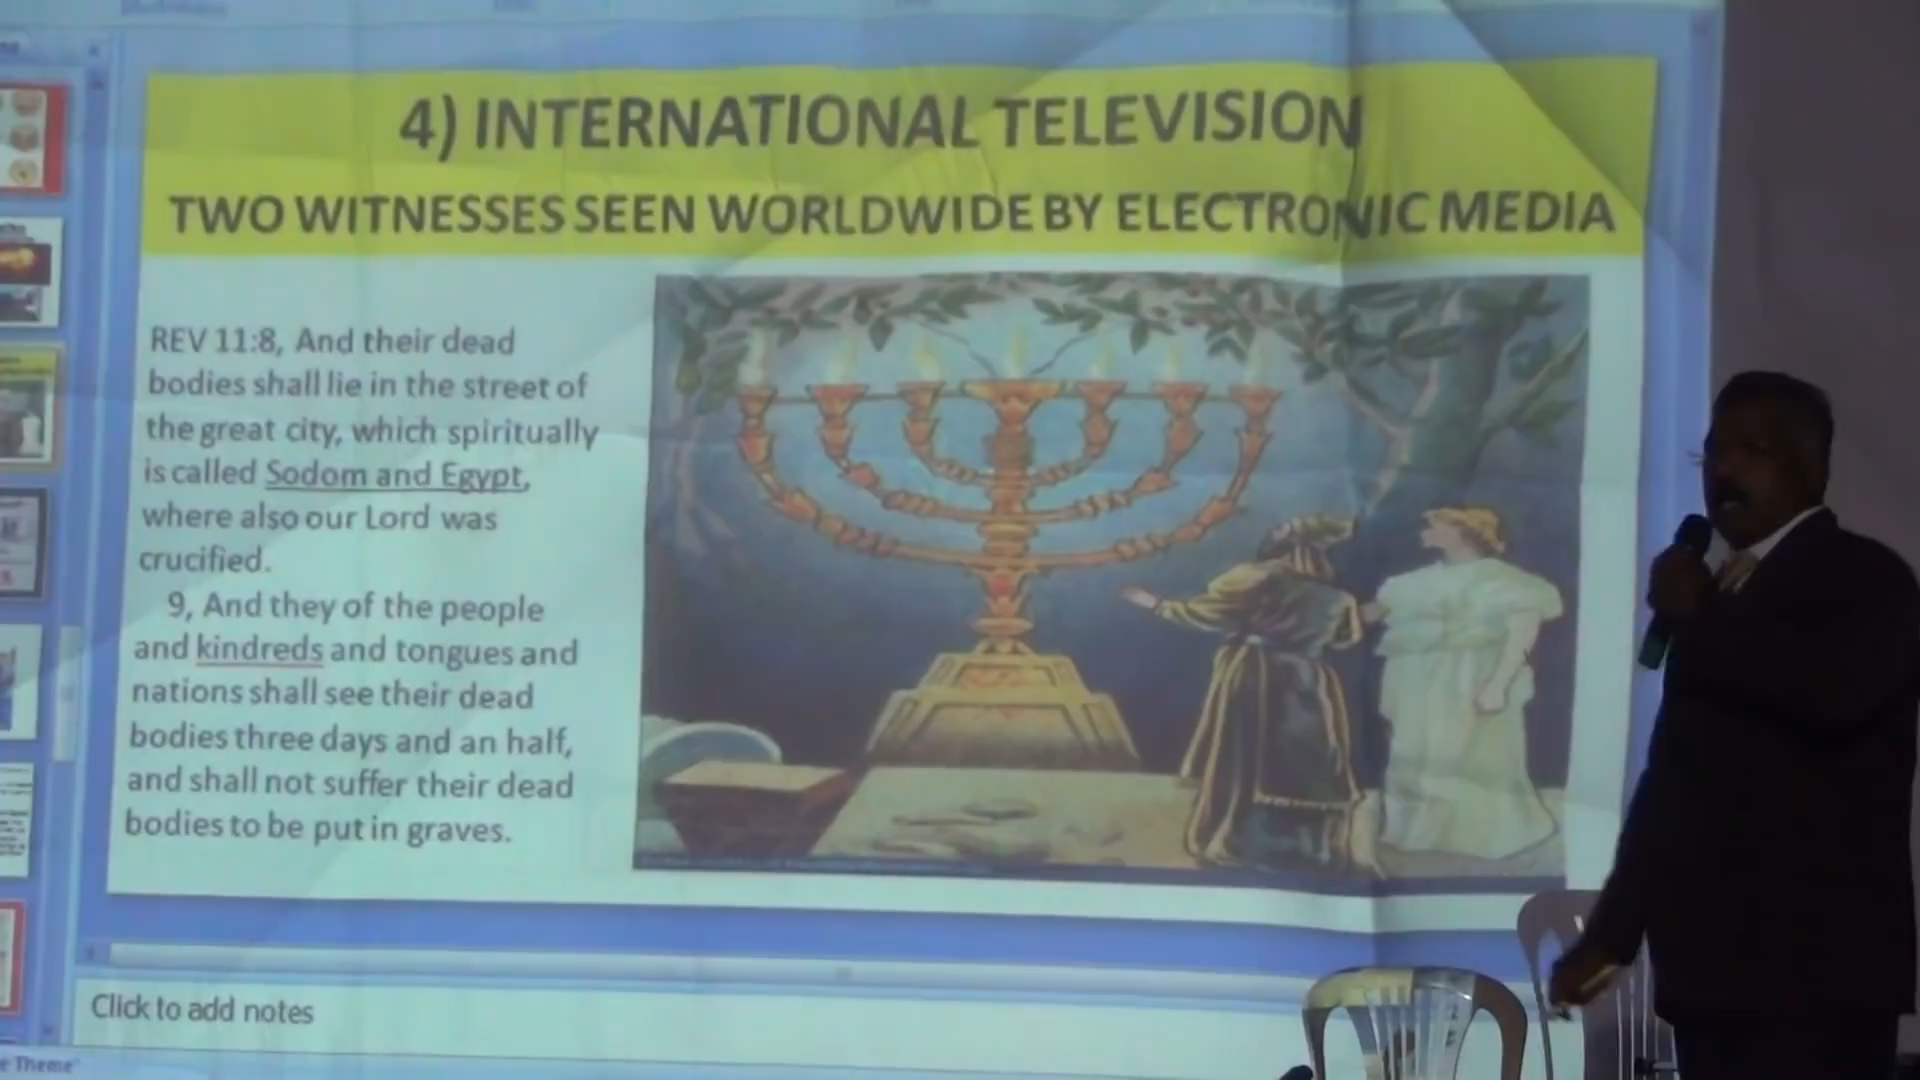 4) INTERNATIONAL TELEVISION
TWO WITNESSES SEEN WORLDWIDE BY ELECTRONIC MEDIA
REV 11:8, And their dead
bodies shall lie in the street of
the great city, which spiritually
is called Sodom and Egypt,
where also our Lord was
crucified.
9, And they of the people
and kindreds and tongues and
nations shall see their dead
bodies three days and an half,
and shall not suffer their dead
bodies to be put in graves.
Click to add notes
Theme"